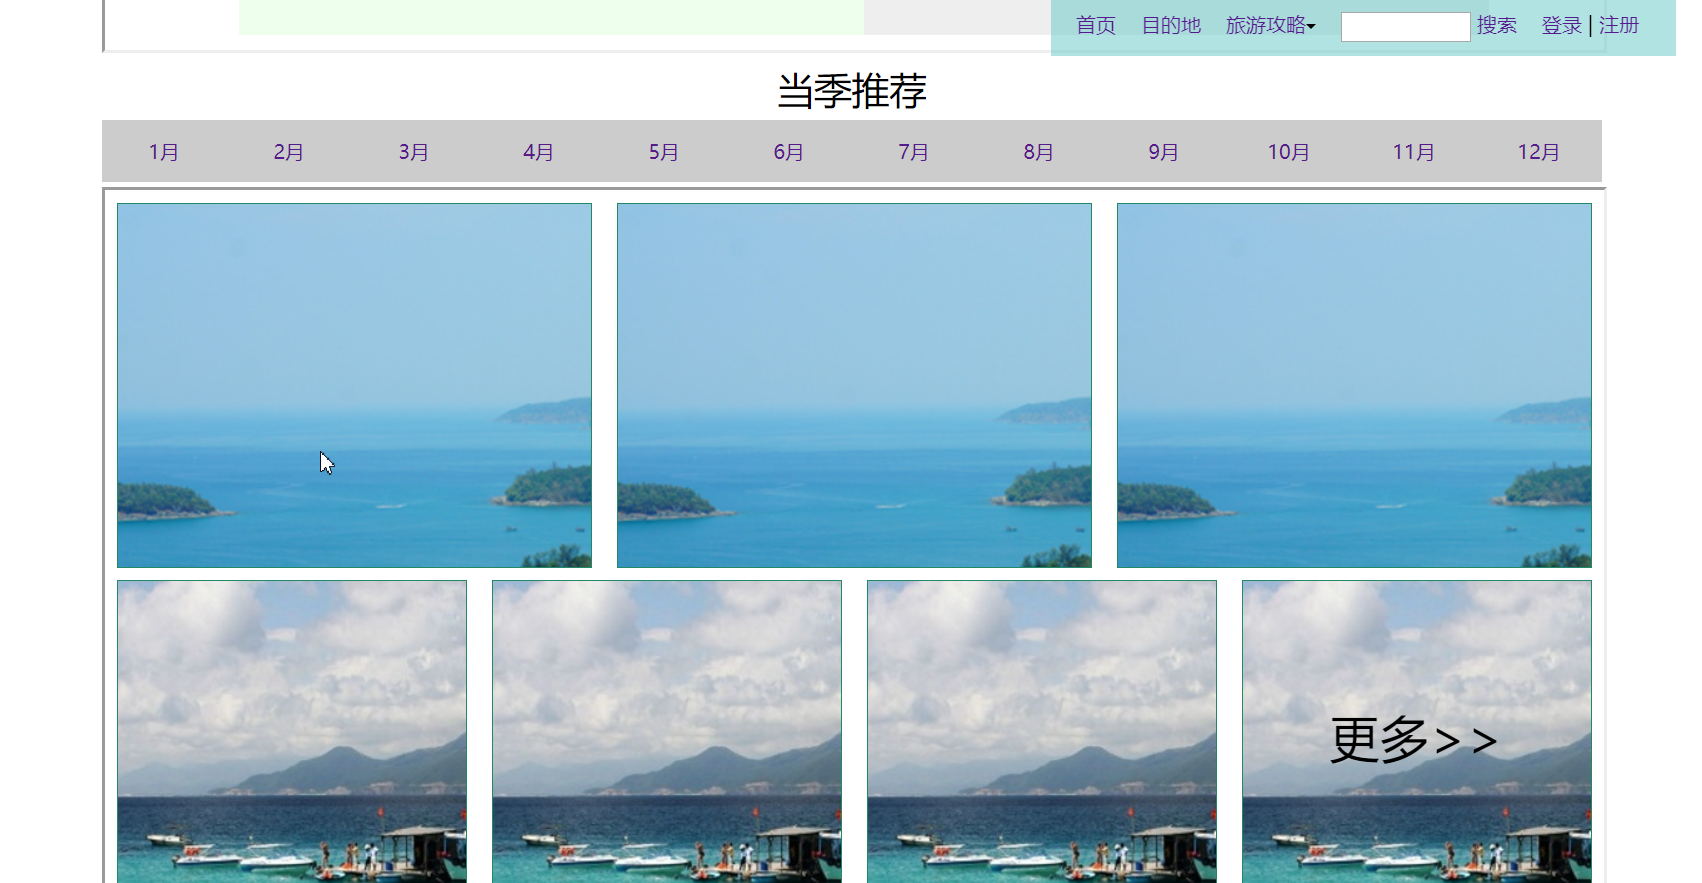 首页 目的地 旅游攻略 搜索 登录 | 注册
当季推荐
1月 2月 3月 4月 5月 6月 7月 8月 9月 10月 11月 12月
更多>>